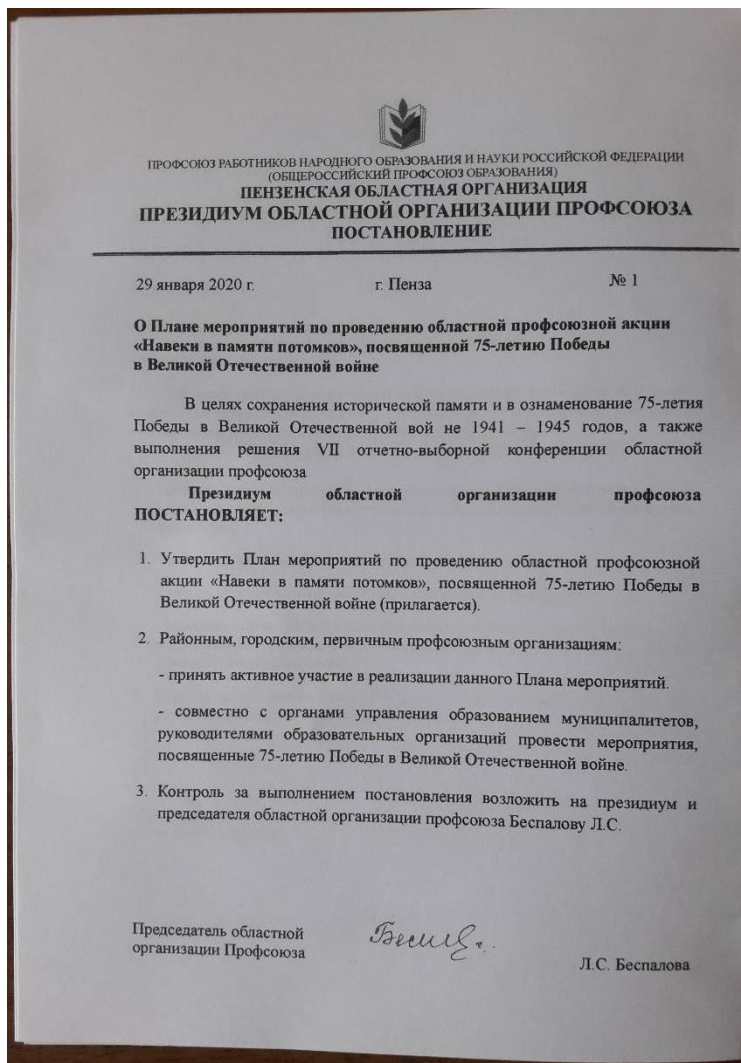 ПРОФСОЮЗ РАБОТНИКОВ НАРОДНОГО ОБРАЗОВАНИЯ И НАУКИ РОССИЙСКОЙ ФЕДЕРАЦИИ
(ОБЩЕРОССИЙСКИЙ ПРОФСОЮЗ ОБРАЗОВАНИЯ)
ПЕНЗЕНСКАЯ ОБЛАСТНАЯ ОРГАНИЗАЦИЯ
ПРЕЗИДИУМ ОБЛАСТНОЙ ОРГАНИЗАЦИИ ПРОФСОЮЗА
ПОСТАНОВЛЕНИЕ
29 января 2020 г. г. Пенза № 1
О Плане мероприятий по проведению областной профсоюзной акции
«Навеки в памяти потомков», посвященной 75-летию Победы
в Великой Отечественной войне
В целях сохранения исторической памяти и в ознаменование 75-летия
Победы в Великой Отечественной вой не 1941 – 1945 годов, а также
выполнения решения VII отчетно-выборной конференции областной
организации профсоюза
Президиум областной организации профсоюза
ПОСТАНОВЛЯЕТ:
1. Утвердить План мероприятий по проведению областной профсоюзной
акции «Навеки в памяти потомков», посвященной 75-летию Победы в
Великой Отечественной войне (прилагается).
2. Районным, городским, первичным профсоюзным организациям:
- принять активное участие в реализации данного Плана мероприятий.
- совместно с органами управления образованием муниципалитетов,
руководителями образовательных организаций провести мероприятия,
посвященные 75-летию Победы в Великой Отечественной войне.
3. Контроль за выполнением постановления возложить на президиум и
председателя областной организации профсоюза Беспалову Л.С.
Председатель областной
организации Профсоюза
Л.С. Беспалова